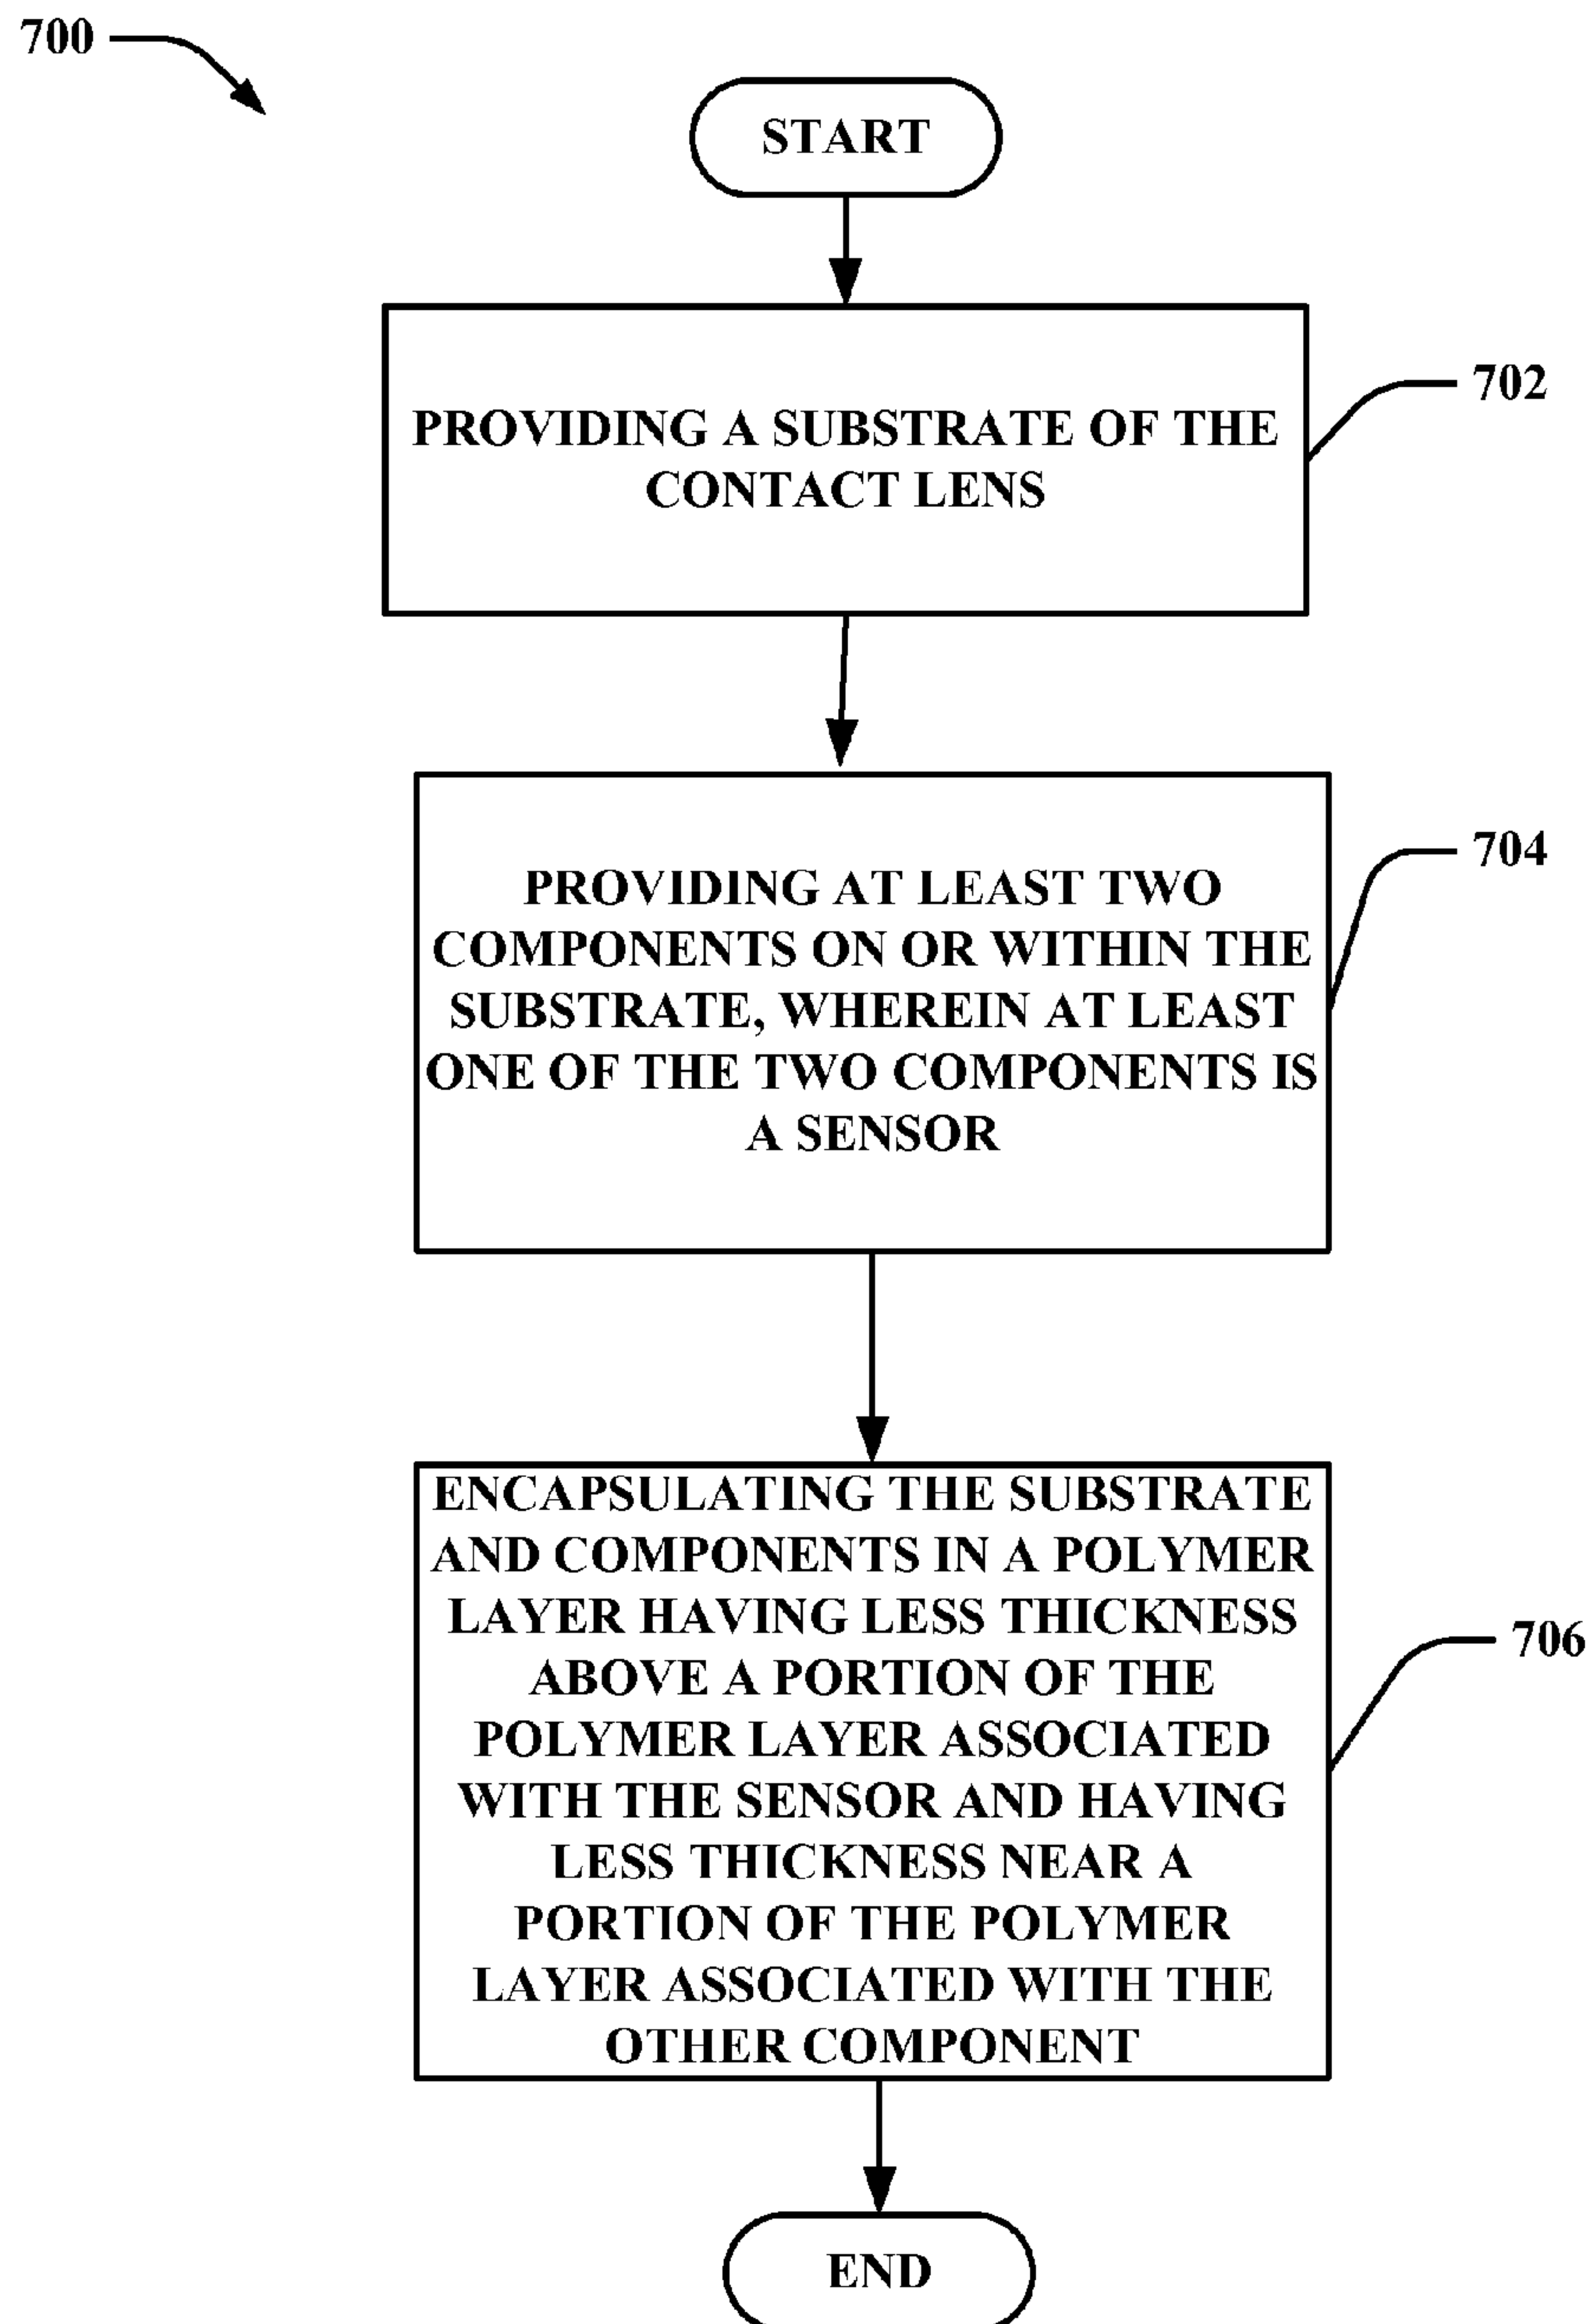 700
START
PROVIDING A SUBSTRATE OF THE
CONTACT LENS
702
PROVIDING AT LEAST TWO
COMPONENTS ON OR WITHIN THE
SUBSTRATE, WHEREIN AT LEAST
ONE OF THE TWO COMPONENTS IS
A SENSOR
704
ENCAPSULATING THE SUBSTRATE
AND COMPONENTS IN A POLYMER
LAYER HAVING LESS THICKNESS
ABOVE A PORTION OF THE
POLYMER LAYER ASSOCIATED
WITH THE SENSOR AND HAVING
LESS THICKNESS NEAR A
PORTION OF THE POLYMER
LAYER ASSOCIATED WITH THE
OTHER COMPONENT
706
END